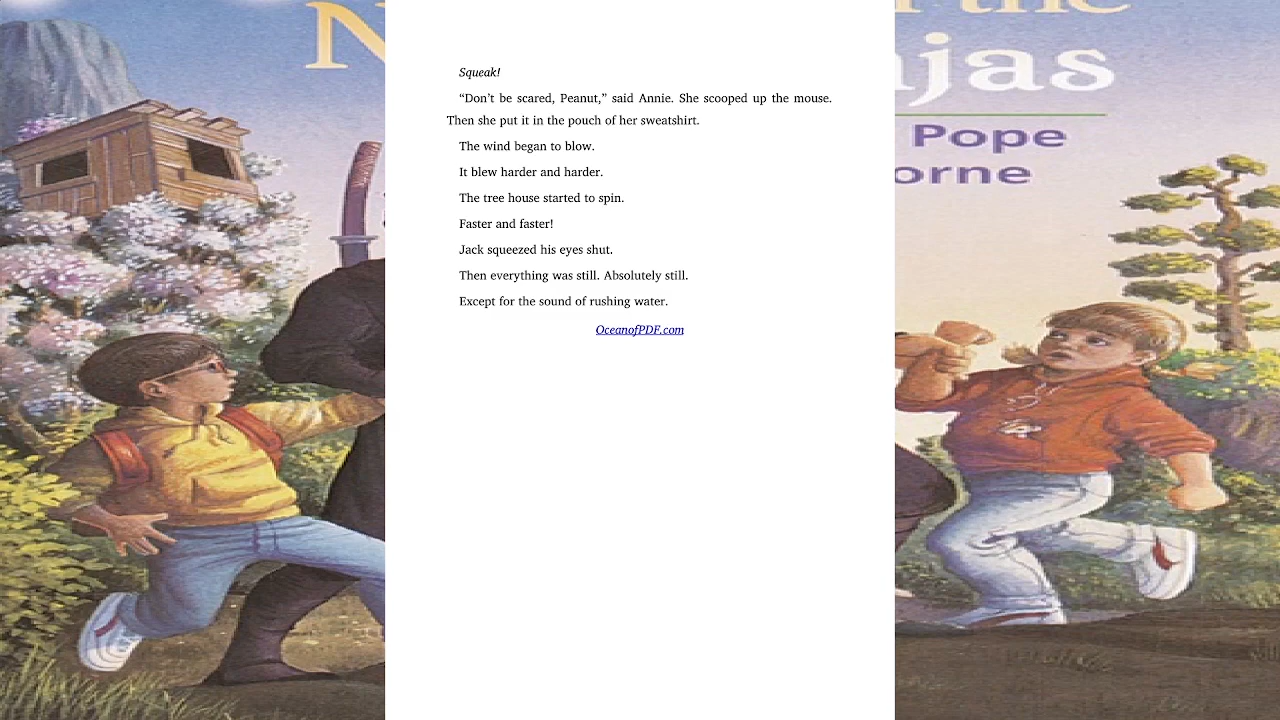 N
the
jas
Pope
orne
Squeak!
“Don’t be scared, Peanut,” said Annie. She scooped up the mouse.
Then she put it in the pouch of her sweatshirt.
The wind began to blow.
It blew harder and harder.
The tree house started to spin.
Faster and faster!
Jack squeezed his eyes shut.
Then everything was still. Absolutely still.
Except for the sound of rushing water.
OceanofPDF.com